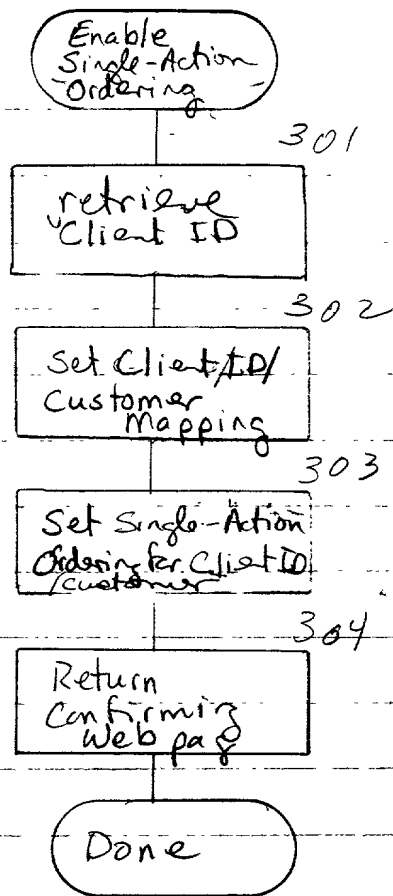 Enable
Single-Action
Ordering
301
retrieve
Client ID
302
Set Client/ID/
Customer
Mapping
303
Set Single-Action
Ordering for Client ID
/customer
304
Return
Confirming
Web pag
Done